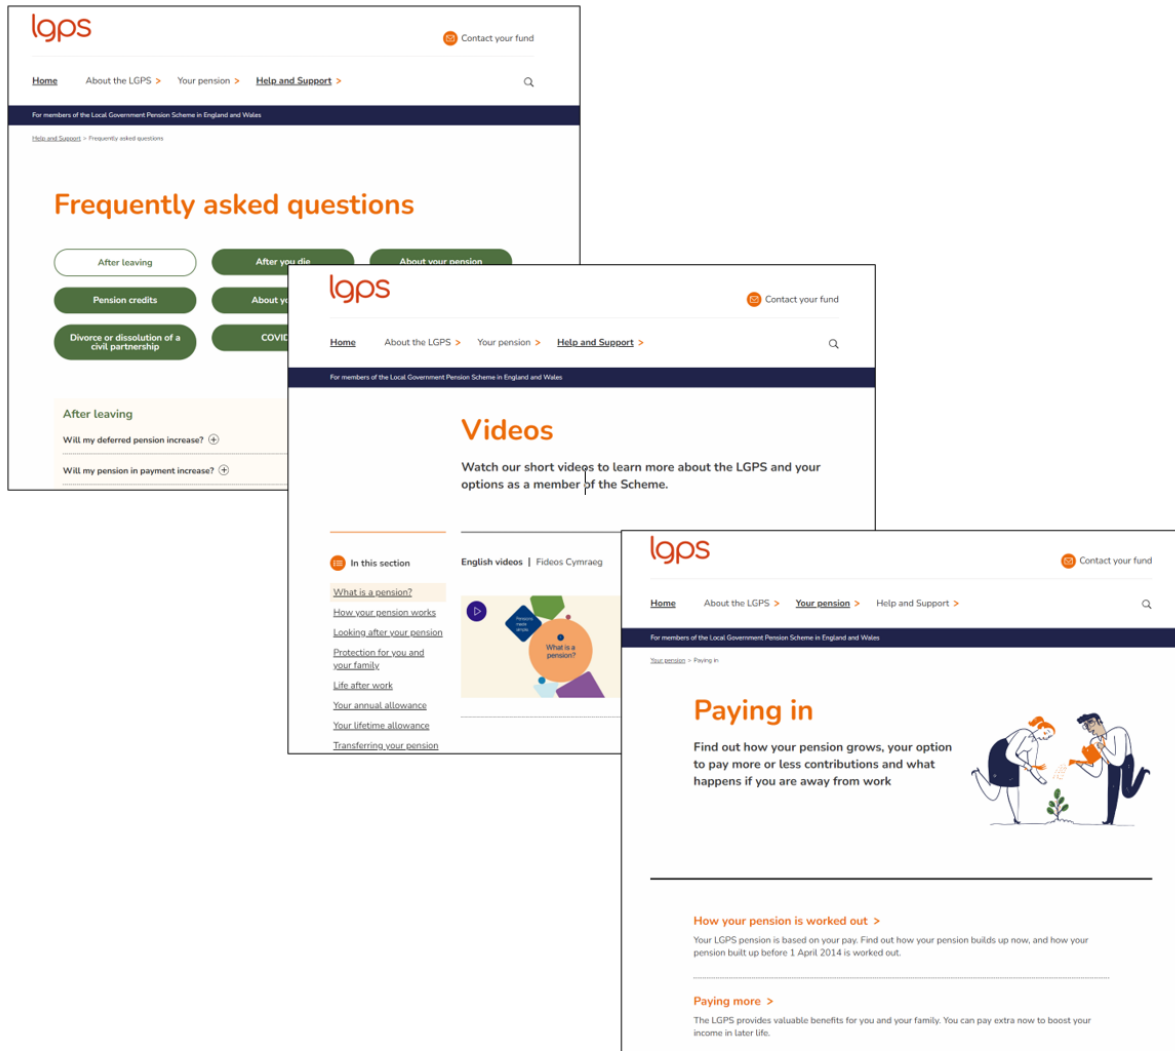 lgps
Contact your fund
Home About the LGPS > Your pension > Help and Support >
For members of the Local Government Pension Scheme in England and Wales
Help and Support > Frequently asked questions
Frequently asked questions
After leaving After you die About your pension
Pension credits About
Divorce or dissolution of a
civil partnership
COVID
After leaving
Will my deferred pension increase?
Will my pension in payment increase?
lgps
Contact your fund
Home About the LGPS > Your pension > Help and Support >
For members of the Local Government Pension Scheme in England and Wales
Videos
Watch our short videos to learn more about the LGPS and your
options as a member of the Scheme.
In this section
English videos | Fideos Cymraeg
What is a pension?
How your pension works
Looking after your pension
Protection for you and
your family
Life after work
Your annual allowance
Your lifetime allowance
Transferring your pension
Pensions
made
simple
What is a
pension?
lgps
Contact your fund
Home About the LGPS > Your pension > Help and Support >
For members of the Local Government Pension Scheme in England and Wales
Your pension > Paying in
Paying in
Find out how your pension grows, your option
to pay more or less contributions and what
happens if you are away from work
How your pension is worked out >
Your LGPS pension is based on your pay. Find out how your pension builds up now, and how your
pension built up before 1 April 2014 is worked out.
Paying more >
The LGPS provides valuable benefits for you and your family. You can pay extra now to boost your
income in later life.